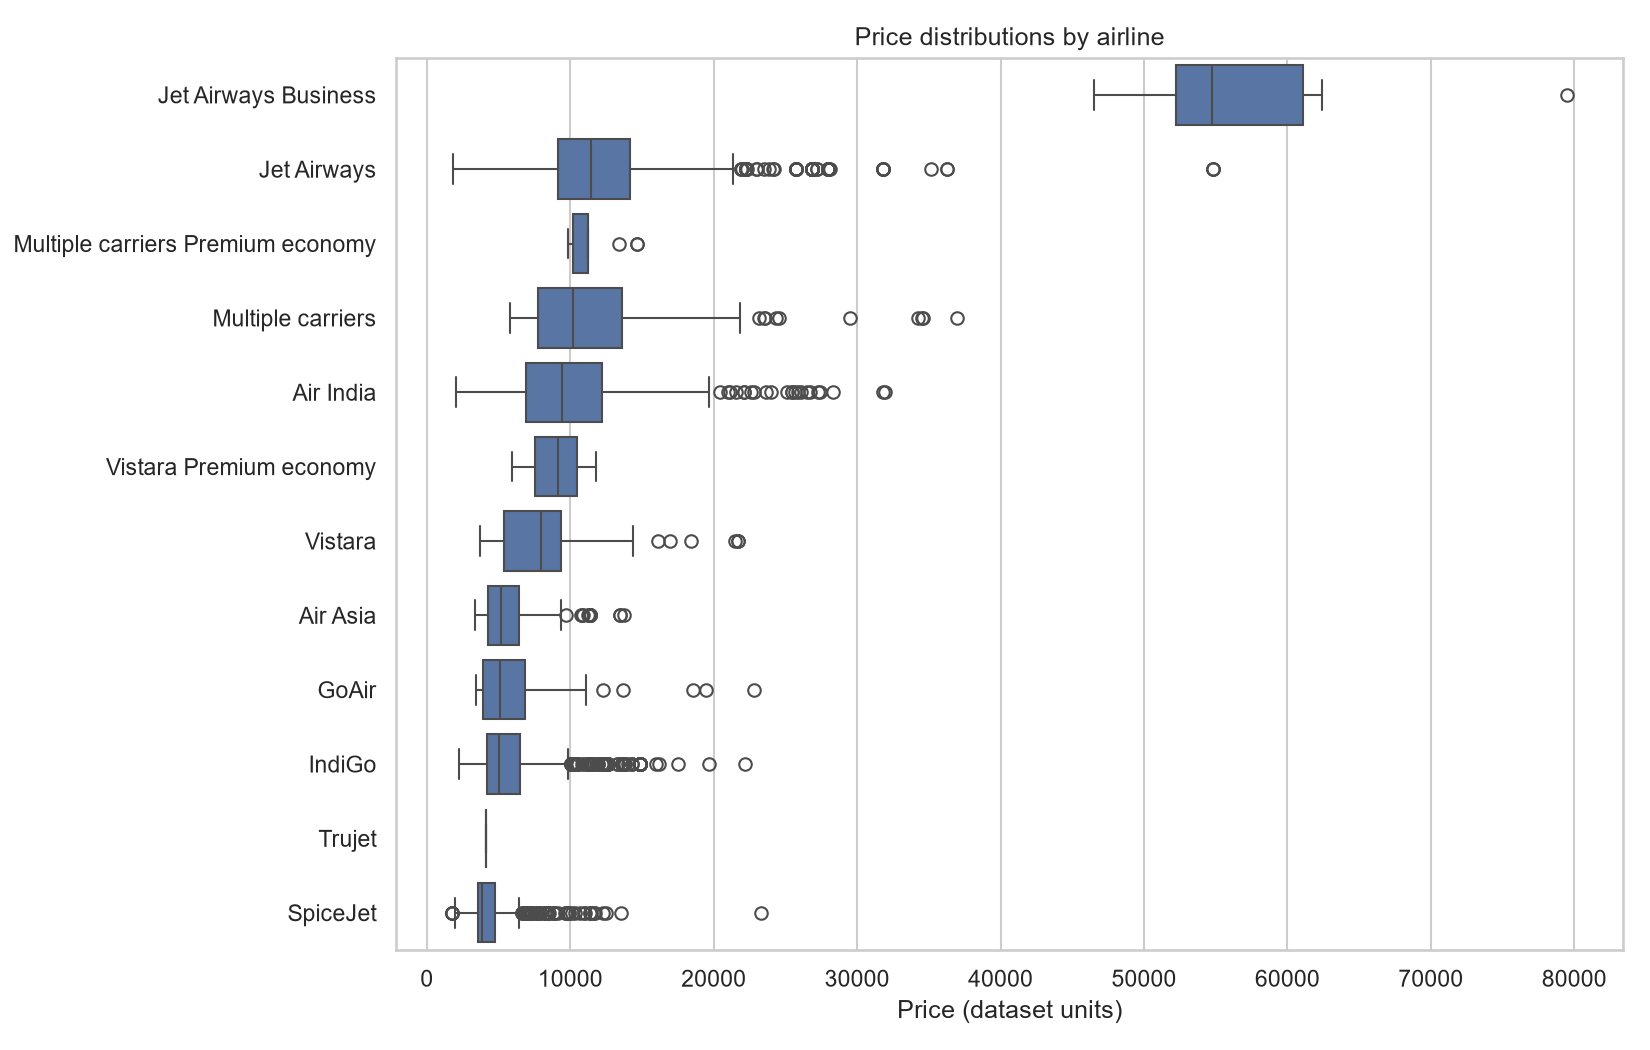 Price distributions by airline
Jet Airways Business
Jet Airways
Multiple carriers Premium economy
Multiple carriers
Air India
Vistara Premium economy
Vistara
Air Asia
GoAir
IndiGo
Trujet
SpiceJet
0 10000 20000 30000 40000 50000 60000 70000 80000
Price (dataset units)